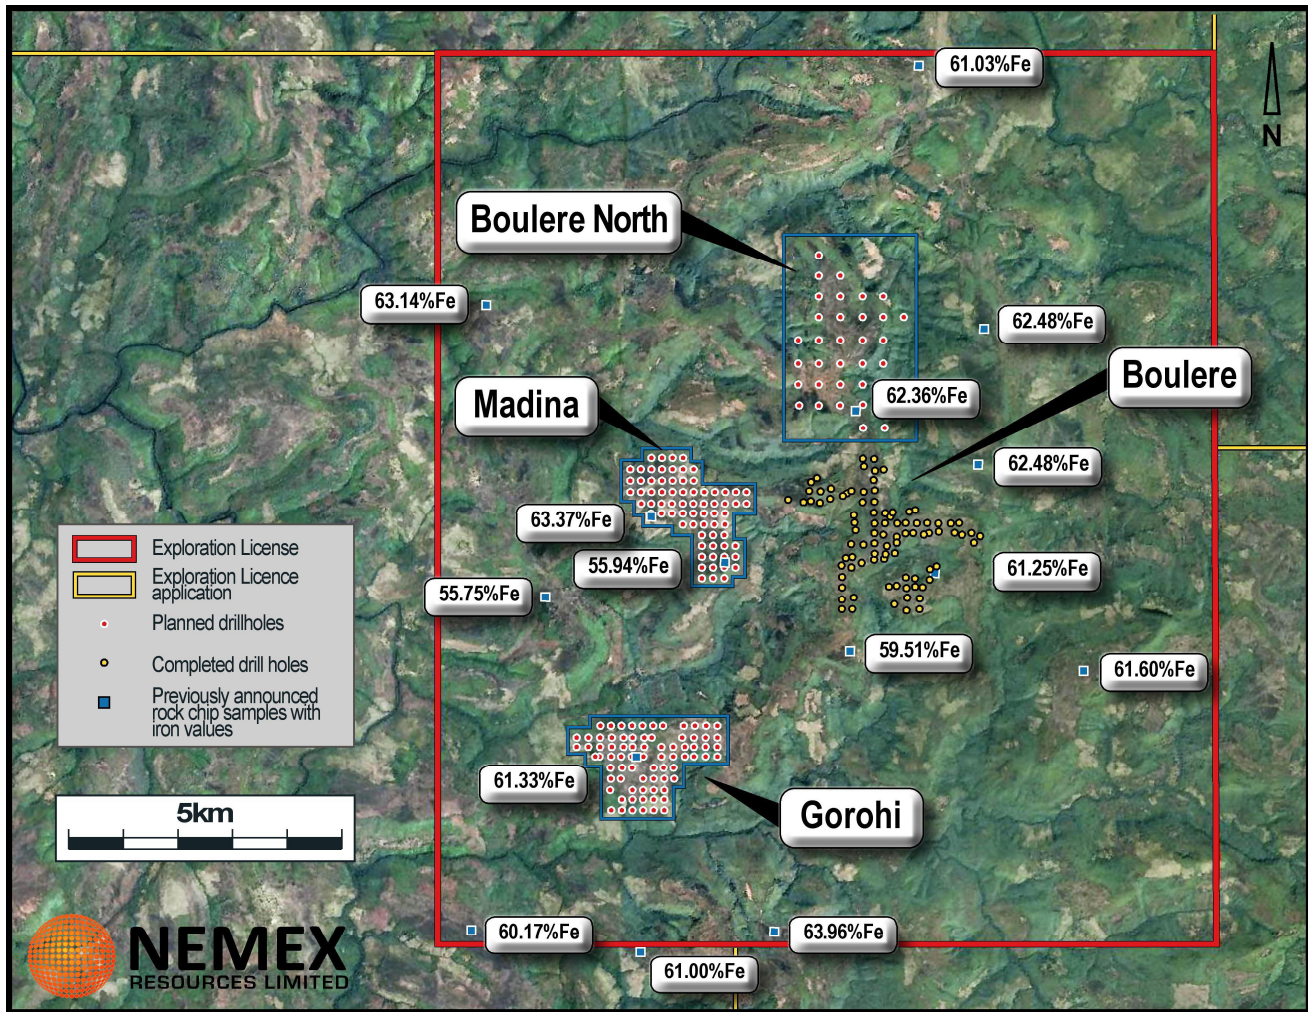 61.03%Fe
N
Boulere North
63.14%Fe
62.48%Fe
Boulere
Madina
62.36%Fe
62.48%Fe
63.37%Fe
55.94%Fe
61.25%Fe
55.75%Fe
59.51%Fe
61.60%Fe
Exploration License
Exploration Licence
application
Planned drillholes
Completed drill holes
Previously announced
rock chip samples with
iron values
61.33%Fe
Gorohi
5km
60.17%Fe
63.96%Fe
61.00%Fe
NEMEX
RESOURCES LIMITED